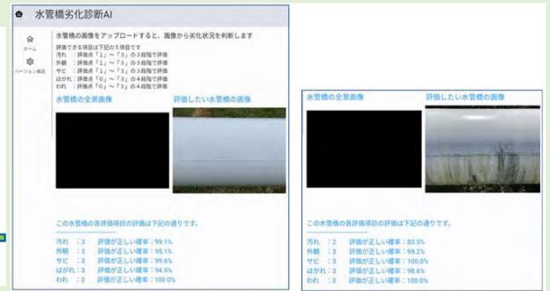 水管橋劣化診断AI
ホーム
バージョン確認
水管橋の画像をアップロードすると、画像から劣化状況を判断します
評価できる項目は下記の5項目です
汚れ ：評価点「1」～「3」の3段階で評価
外観 ：評価点「1」～「3」の3段階で評価
サビ ：評価点「1」～「3」の3段階で評価
はがれ：評価点「0」～「3」の4段階で評価
われ ：評価点「0」～「3」の4段階で評価
水管橋の全景画像
評価したい水管橋の画像
この水管橋の各評価項目の評価は下記の通りです。
汚れ ：3 評価が正しい確率：99.1%
外観 ：3 評価が正しい確率：95.1%
サビ ：3 評価が正しい確率：99.6%
はがれ：3 評価が正しい確率：94.9%
われ ：3 評価が正しい確率：100.0%
水管橋の全景画像
評価したい水管橋の画像
この水管橋の各評価項目の評価は下記の通りです。
汚れ ：2 評価が正しい確率：83.5%
外観 ：3 評価が正しい確率：99.2%
サビ ：3 評価が正しい確率：100.0%
はがれ：3 評価が正しい確率：98.6%
われ ：3 評価が正しい確率：100.0%